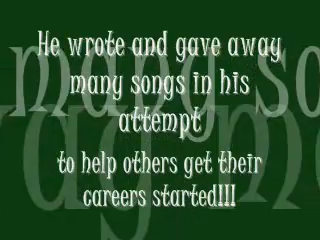 He wrote and gave away
many songs in his
attempt
to help others get their
careers started!!!